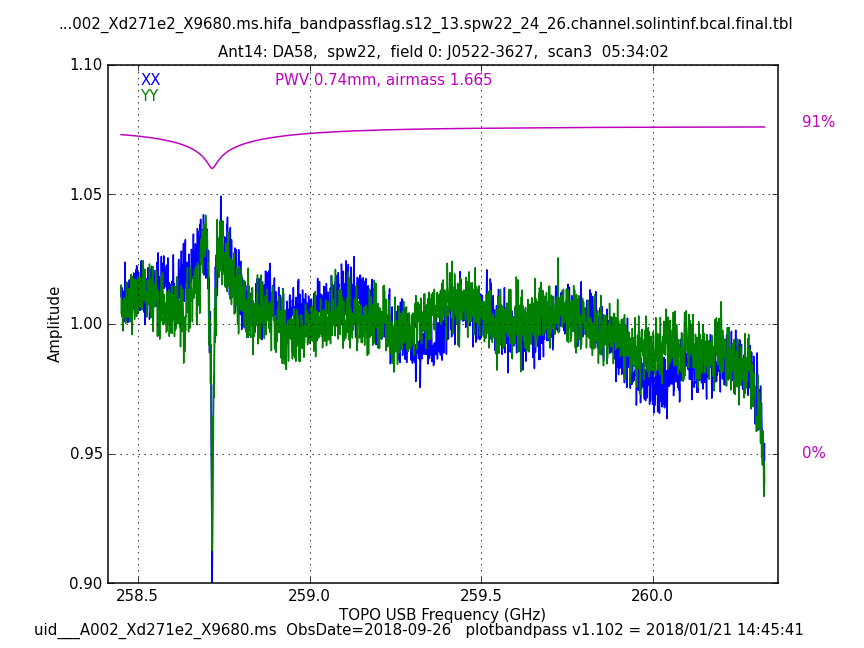 ...002_Xd271e2_X9680.ms.hifa_bandpassflag.s12_13.spw22_24_26.channel.solintinf.bcal.final.tbl
Ant14: DA58,  spw22,  field 0: J0522-3627,  scan3  05:34:02
1.10
XX
PWV 0.74mm, airmass 1.665
YY
91%
1.05
Amplitude
1.00
0.95
0%
0.90
258.5 259.0 259.5 260.0
TOPO USB Frequency (GHz)
uid___A002_Xd271e2_X9680.ms  ObsDate=2018-09-26   plotbandpass v1.102 = 2018/01/21 14:45:41